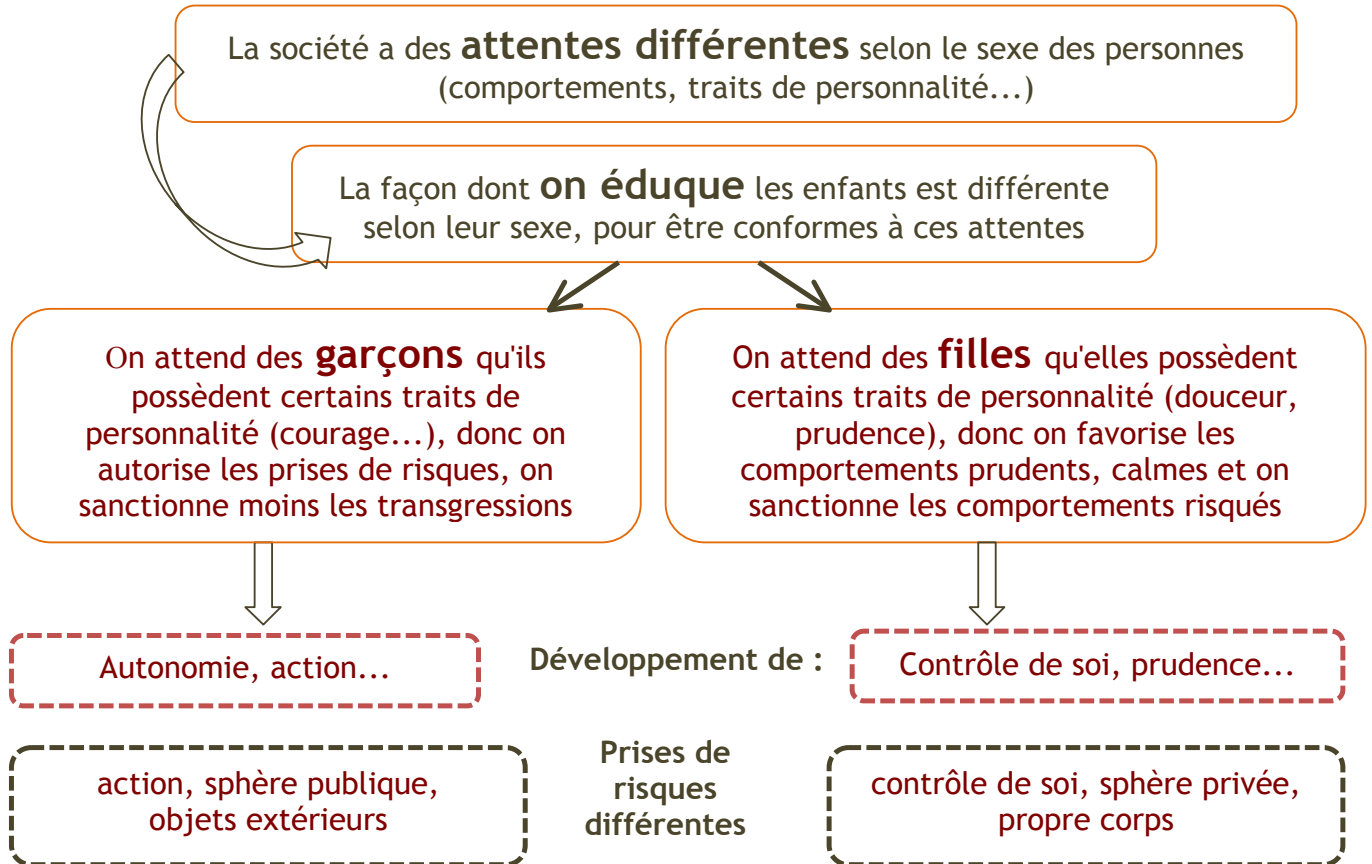 La société a des attentes différentes selon le sexe des personnes
(comportements, traits de personnalité...)
La façon dont on éduque les enfants est différente
selon leur sexe, pour être conformes à ces attentes
On attend des garçons qu'ils
possèdent certains traits de
personnalité (courage...), donc on
autorise les prises de risques, on
sanctionne moins les transgressions
On attend des filles qu'elles possèdent
certains traits de personnalité (douceur,
prudence), donc on favorise les
comportements prudents, calmes et on
sanctionne les comportements risqués
Autonomie, action...
Développement de :
Contrôle de soi, prudence...
action, sphère publique,
objets extérieurs
Prises de
risques
différentes
contrôle de soi, sphère privée,
propre corps